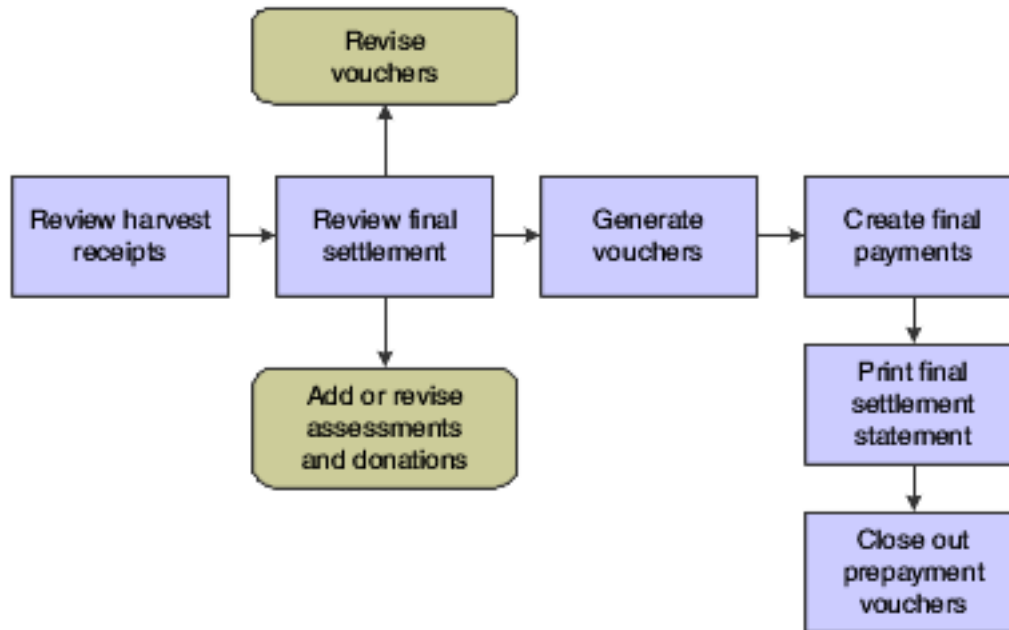 Revise
vouchers
Review harvest
receipts
Review final
settlement
Generate
vouchers
Create final
payments
Add or revise
assessments
and donations
Print final
settlement
statement
Close out
prepayment
vouchers